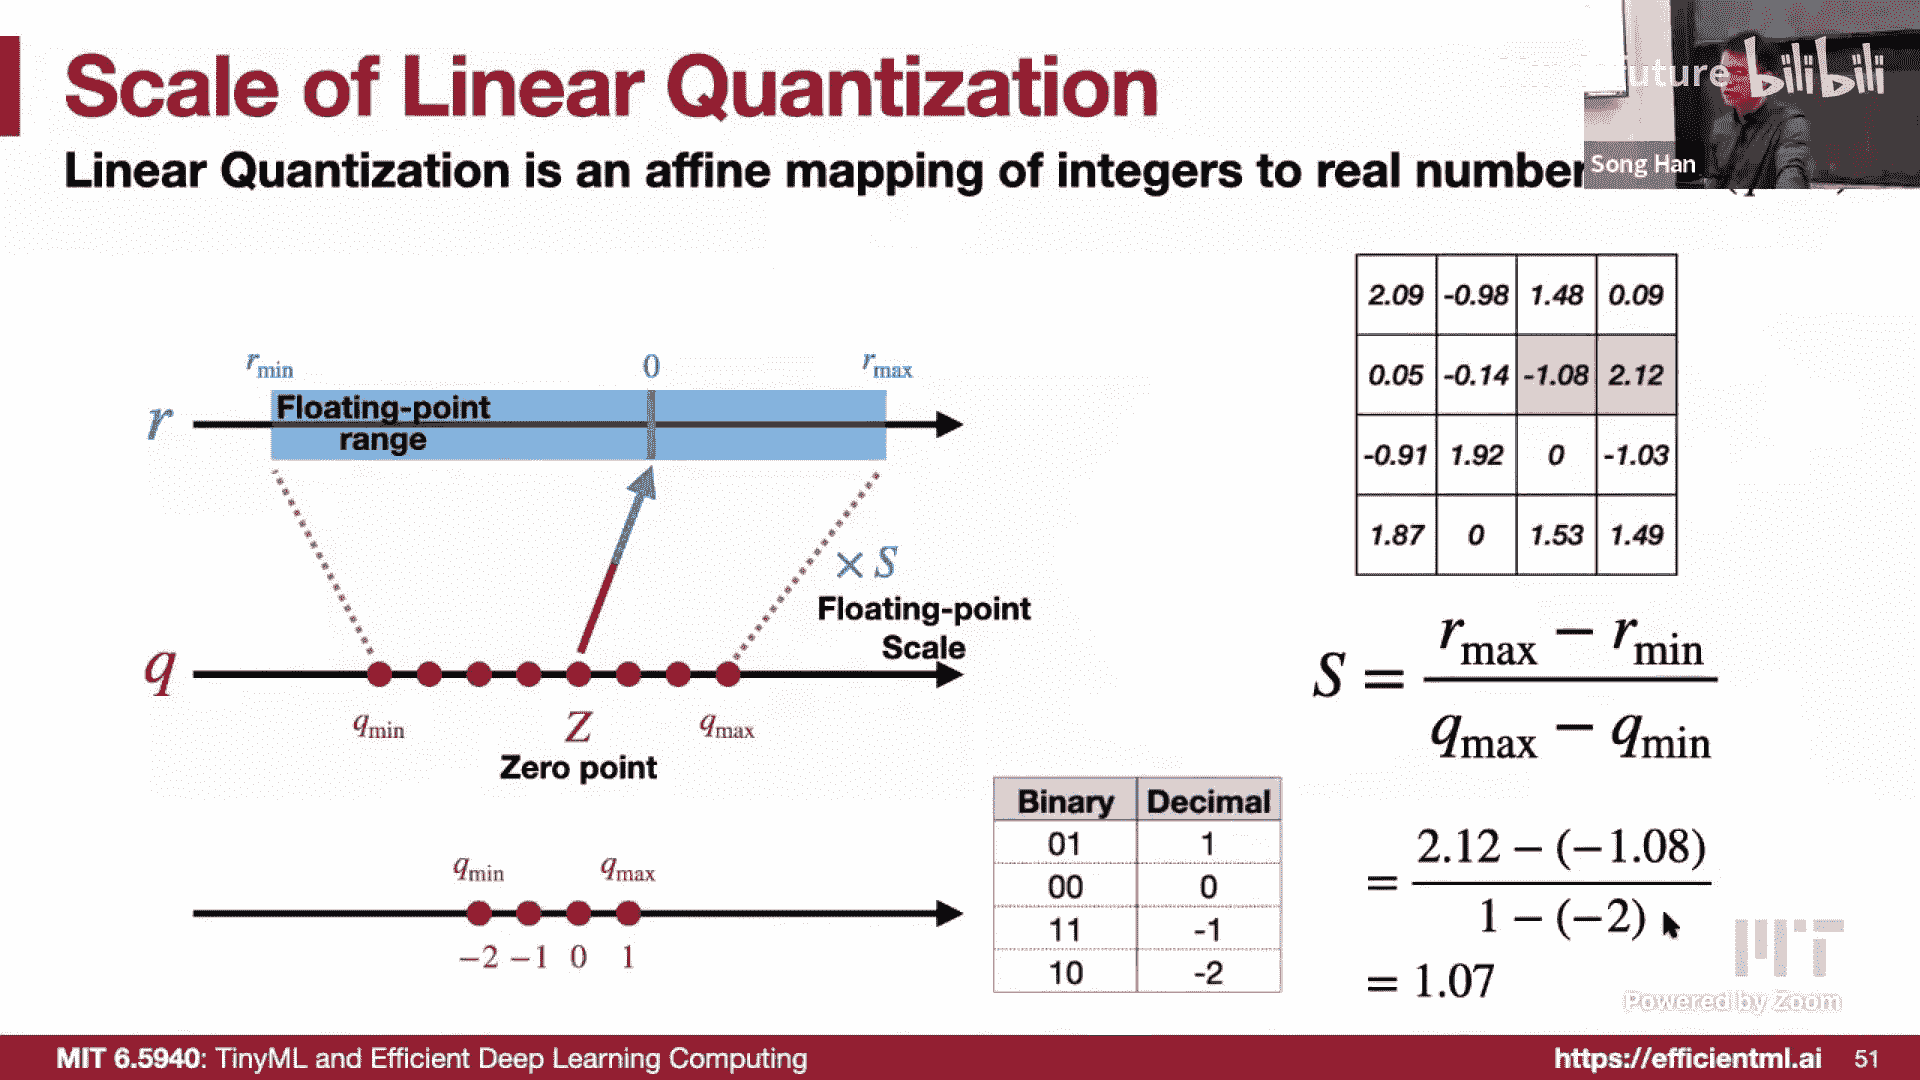 Scale of Linear Quantization
Linear Quantization is an affine mapping of integers to real number
uture bilibili
Song Han
2.09 -0.98 1.48 0.09
0.05 -0.14 -1.08 2.12
-0.91 1.92 0 -1.03
1.87 0 1.53 1.49
r_min 0 r_max
Floating-point
range
r
× S
Floating-point
Scale
q
q_min Z q_max
Zero point
S = (r_max − r_min) / (q_max − q_min)
= (2.12 − (−1.08)) / (1 − (−2))
= 1.07
Binary Decimal
01 1
00 0
11 -1
10 -2
q_min q_max
−2 −1 0 1
MIT
Powered by Zoom
MIT 6.5940: TinyML and Efficient Deep Learning Computing
https://efficientml.ai 51